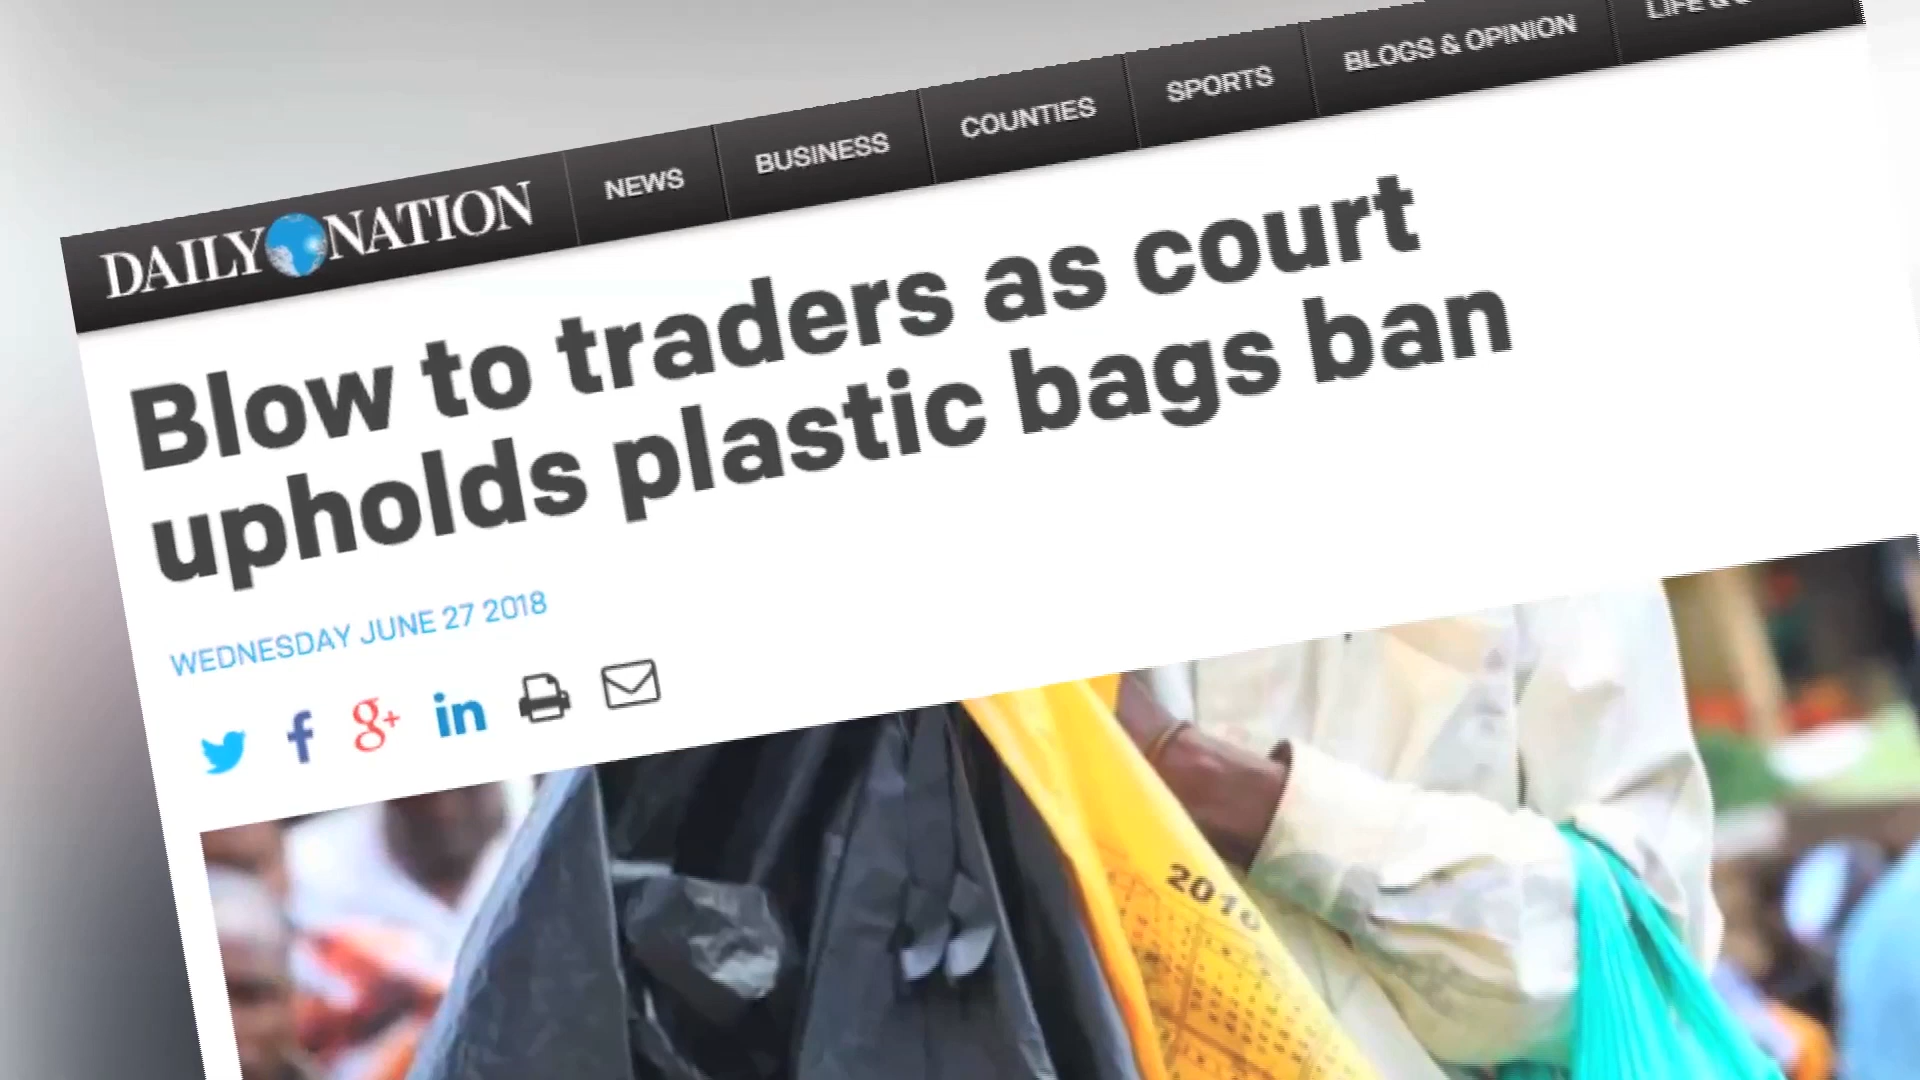 DAILY NATION
NEWS
BUSINESS
COUNTIES
SPORTS
BLOGS & OPINION
Blow to traders as court
upholds plastic bags ban
WEDNESDAY JUNE 27 2018